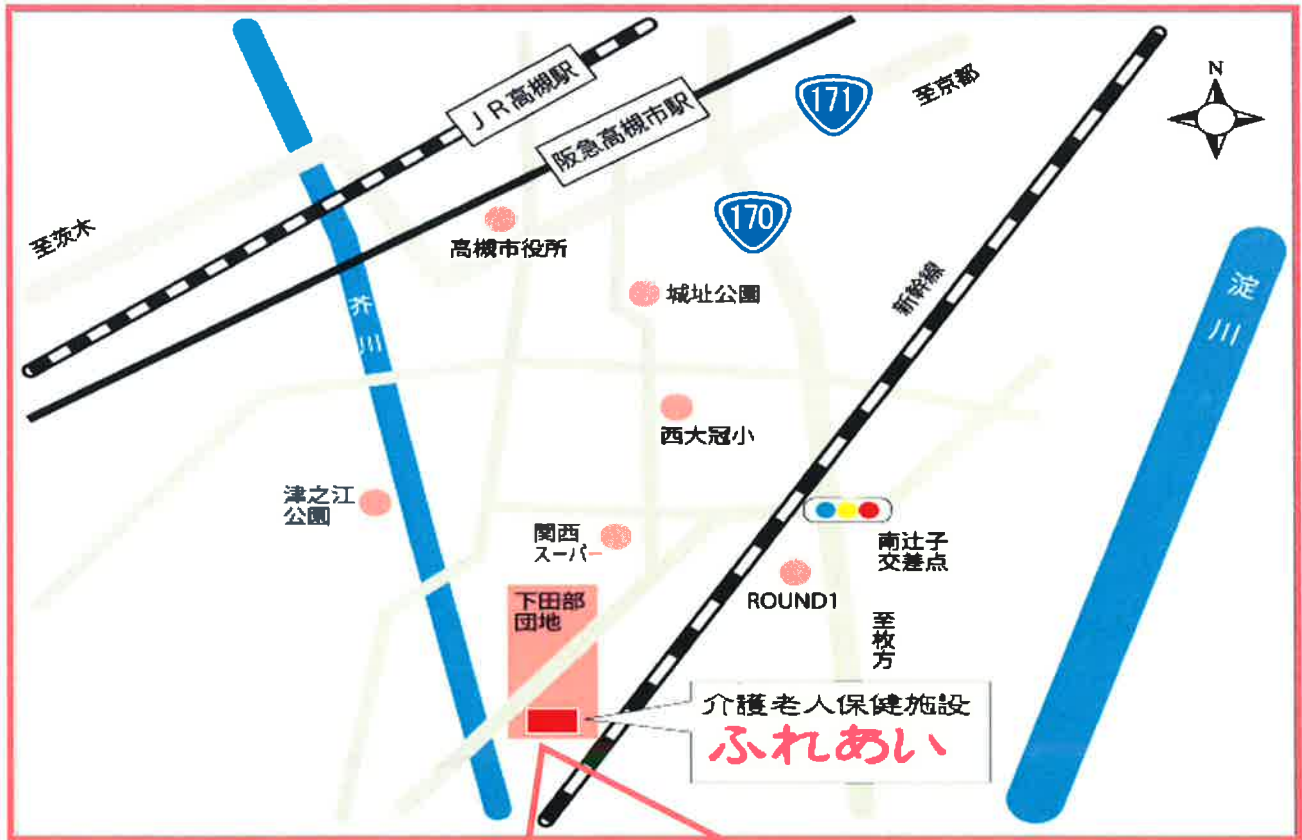 JR高槻駅
阪急高槻市駅
171
至京都
N
170
至茨木
高槻市役所
城址公園
新幹線
淀川
芥川
西大冠小
津之江
公園
関西
スーパー
南辻子
交差点
ROUND1
下田部
団地
至枚方
介護老人保健施設
ふれあい